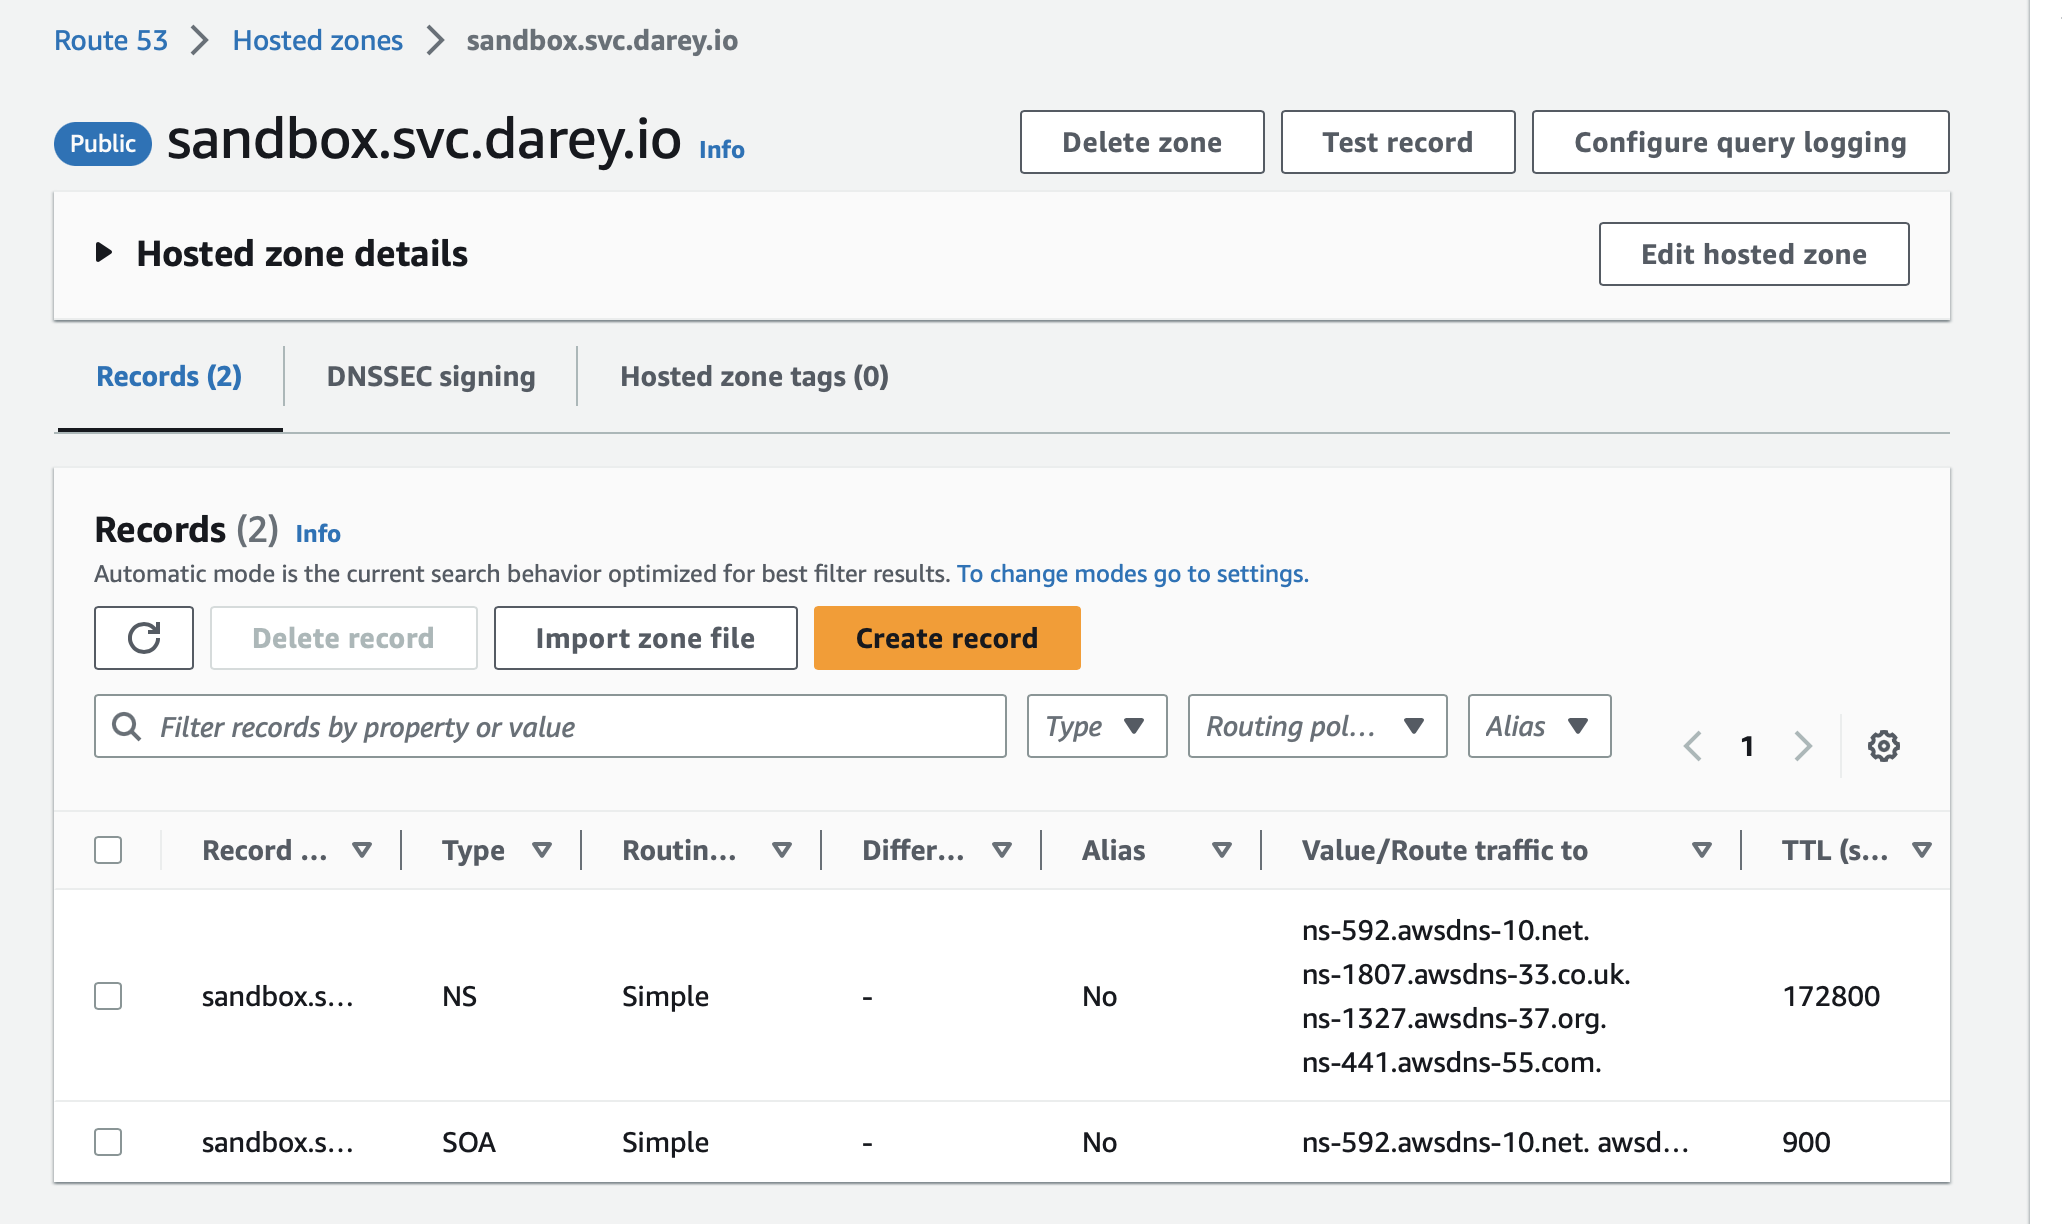 Route 53 > Hosted zones > sandbox.svc.darey.io
Public sandbox.svc.darey.io Info
Delete zone
Test record
Configure query logging
Hosted zone details
Edit hosted zone
Records (2)
DNSSEC signing
Hosted zone tags (0)
Records (2) Info
Automatic mode is the current search behavior optimized for best filter results. To change modes go to settings.
Delete record
Import zone file
Create record
Filter records by property or value
Type
Routing pol...
Alias
1
Record ... Type Routin... Differ... Alias Value/Route traffic to TTL (s...
sandbox.s... NS Simple - No
ns-592.awsdns-10.net.
ns-1807.awsdns-33.co.uk.
ns-1327.awsdns-37.org.
ns-441.awsdns-55.com.
172800
sandbox.s... SOA Simple - No ns-592.awsdns-10.net. awsd... 900